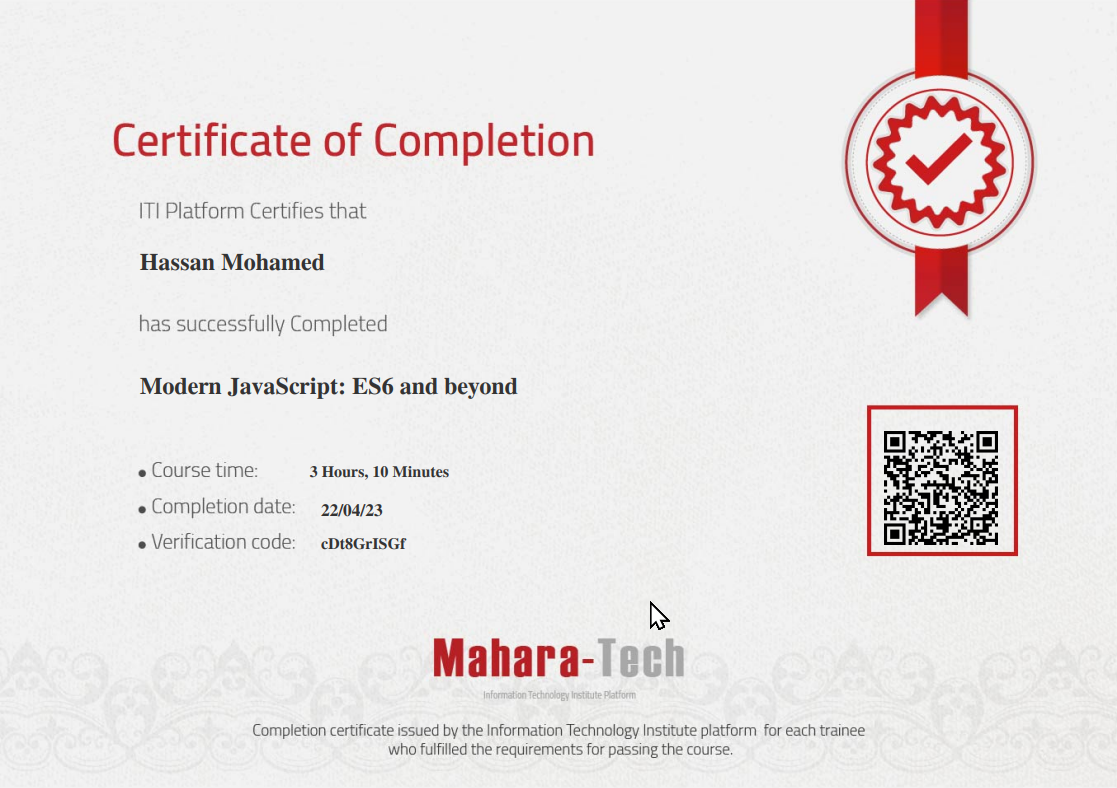 Certificate of Completion
ITI Platform Certifies that
Hassan Mohamed
has successfully Completed
Modern JavaScript: ES6 and beyond
• Course time: 3 Hours, 10 Minutes
• Completion date: 22/04/23
• Verification code: cDt8GrISGf
Mahara-Tech
Information Technology Institute Platform
Completion certificate issued by the Information Technology Institute platform for each trainee
who fulfilled the requirements for passing the course.